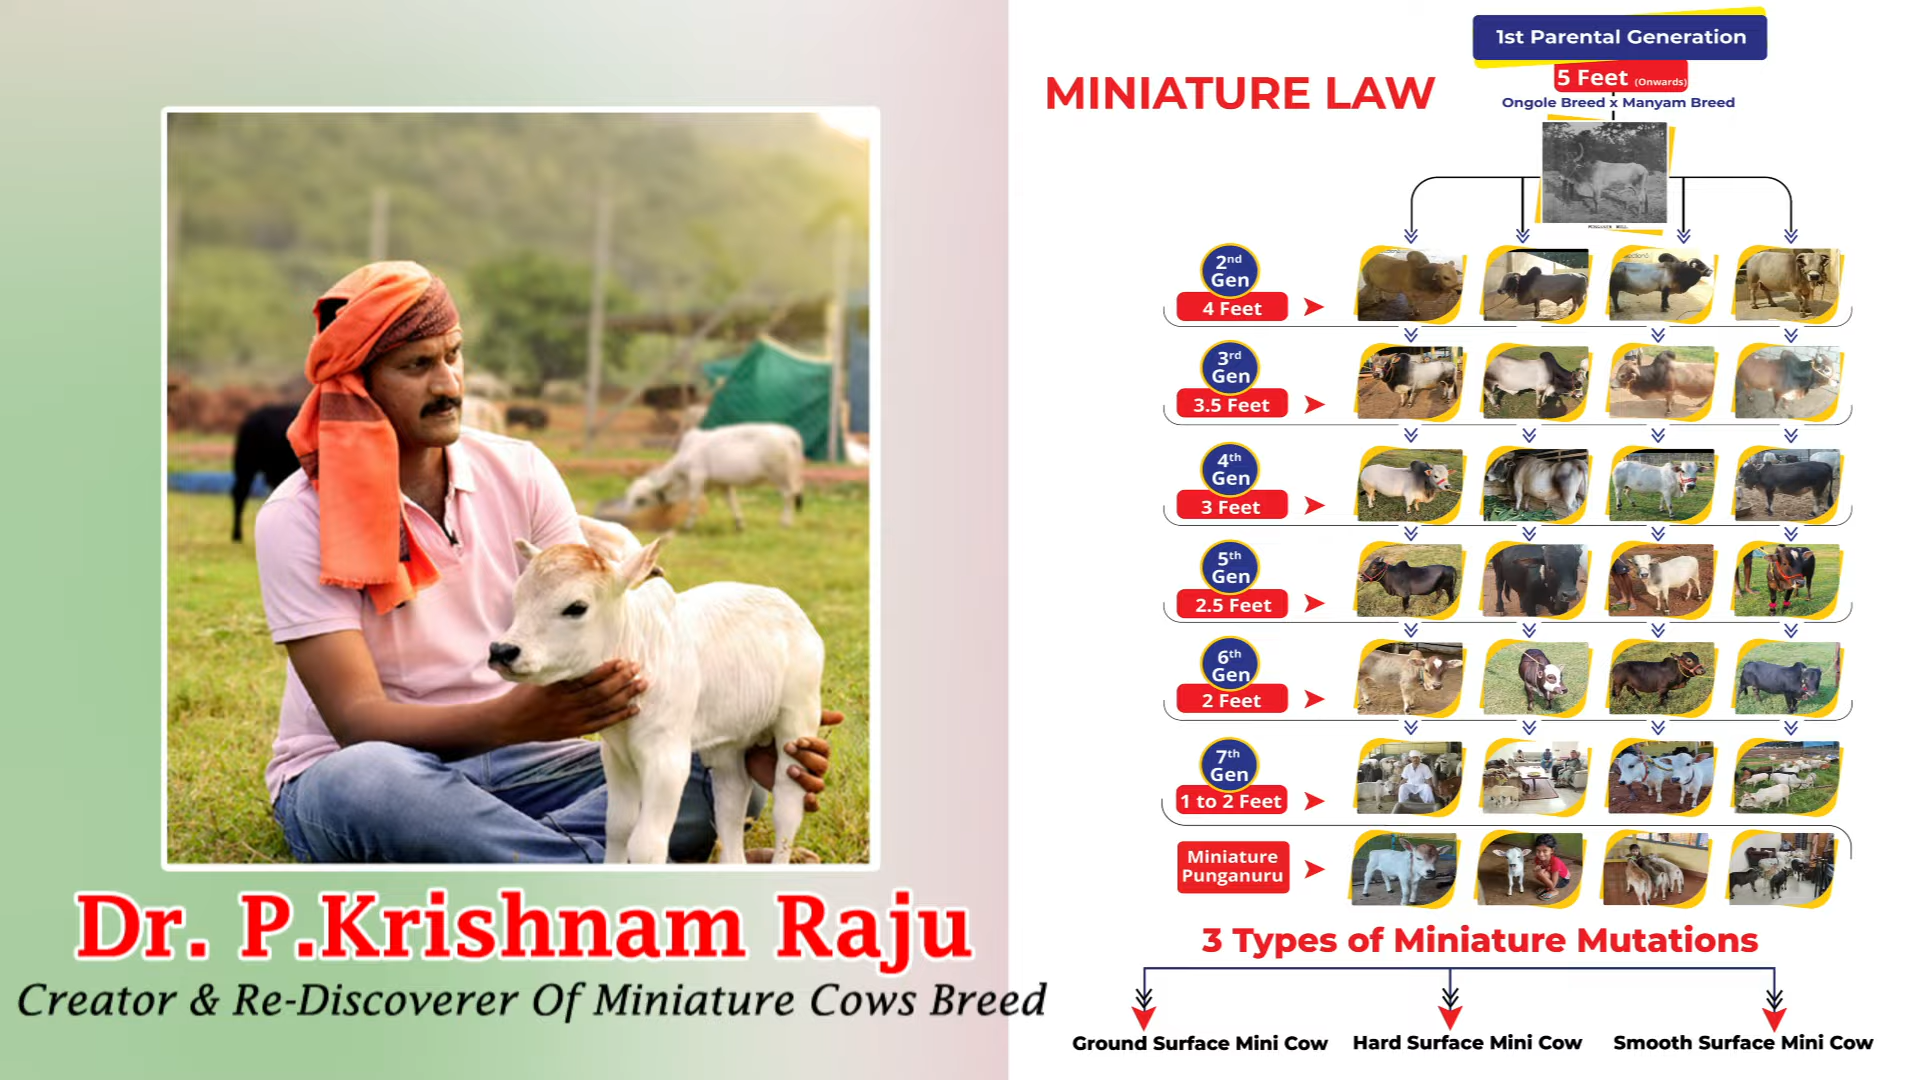 Dr. P.Krishnam Raju
Creator & Re-Discoverer Of Miniature Cows Breed
MINIATURE LAW
1st Parental Generation
5 Feet (Onwards)
Ongole Breed x Manyam Breed
2nd Gen
4 Feet
3rd Gen
3.5 Feet
4th Gen
3 Feet
5th Gen
2.5 Feet
6th Gen
2 Feet
7th Gen
1 to 2 Feet
Miniature
Punganuru
3 Types of Miniature Mutations
Ground Surface Mini Cow
Hard Surface Mini Cow
Smooth Surface Mini Cow